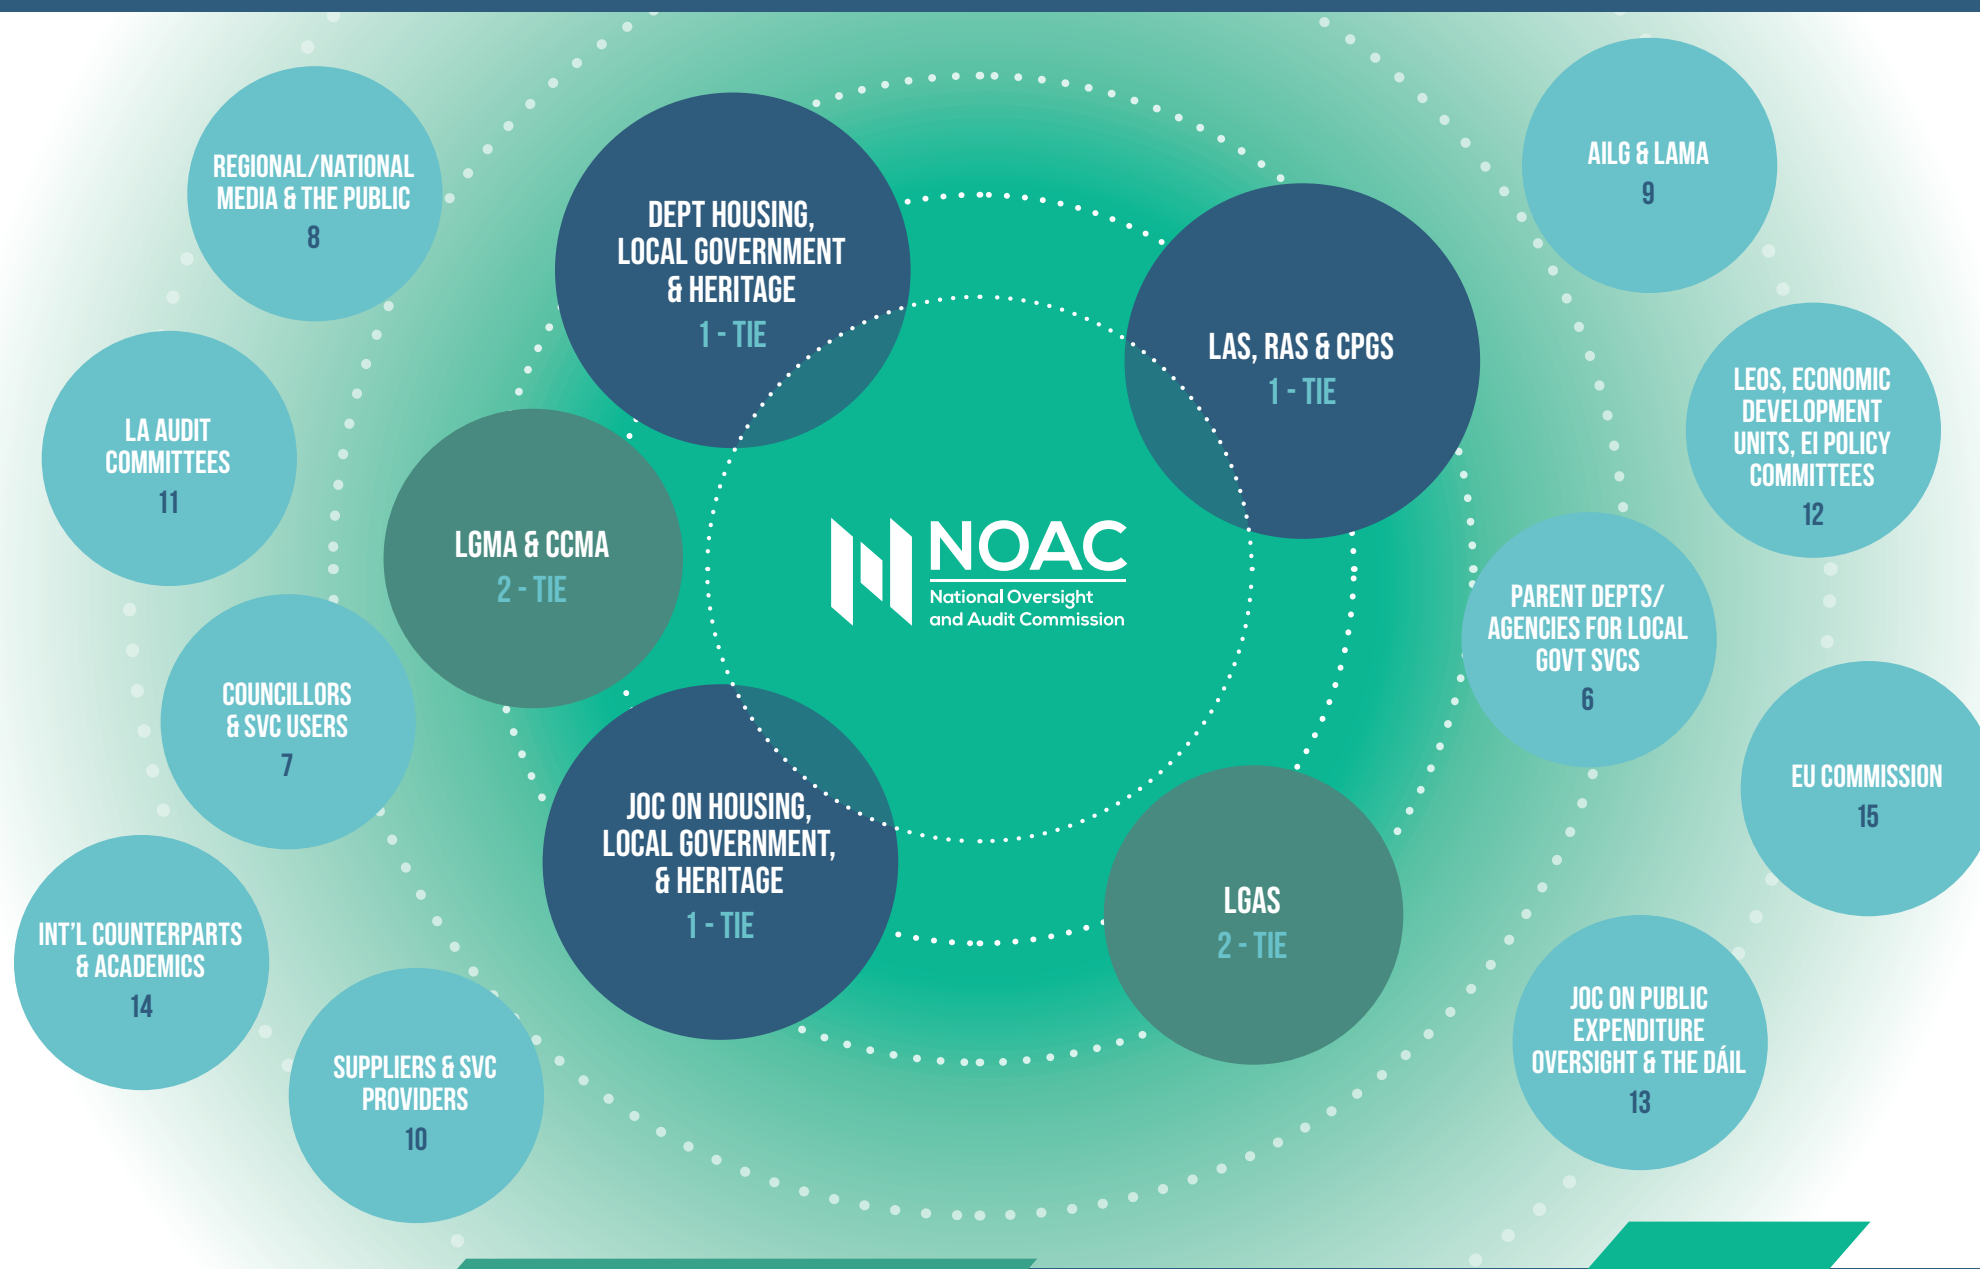 REGIONAL/NATIONAL
MEDIA & THE PUBLIC
8
DEPT HOUSING,
LOCAL GOVERNMENT
& HERITAGE
1 - TIE
AILG & LAMA
9
LAS, RAS & CPGS
1 - TIE
LA AUDIT
COMMITTEES
11
LEOS, ECONOMIC
DEVELOPMENT
UNITS, EI POLICY
COMMITTEES
12
LGMA & CCMA
2 - TIE
NOAC
National Oversight
and Audit Commission
PARENT DEPTS/
AGENCIES FOR LOCAL
GOVT SVCS
6
COUNCILLORS
& SVC USERS
7
EU COMMISSION
15
JOC ON HOUSING,
LOCAL GOVERNMENT,
& HERITAGE
1 - TIE
LGAS
2 - TIE
INT'L COUNTERPARTS
& ACADEMICS
14
JOC ON PUBLIC
EXPENDITURE
OVERSIGHT & THE DÁIL
13
SUPPLIERS & SVC
PROVIDERS
10